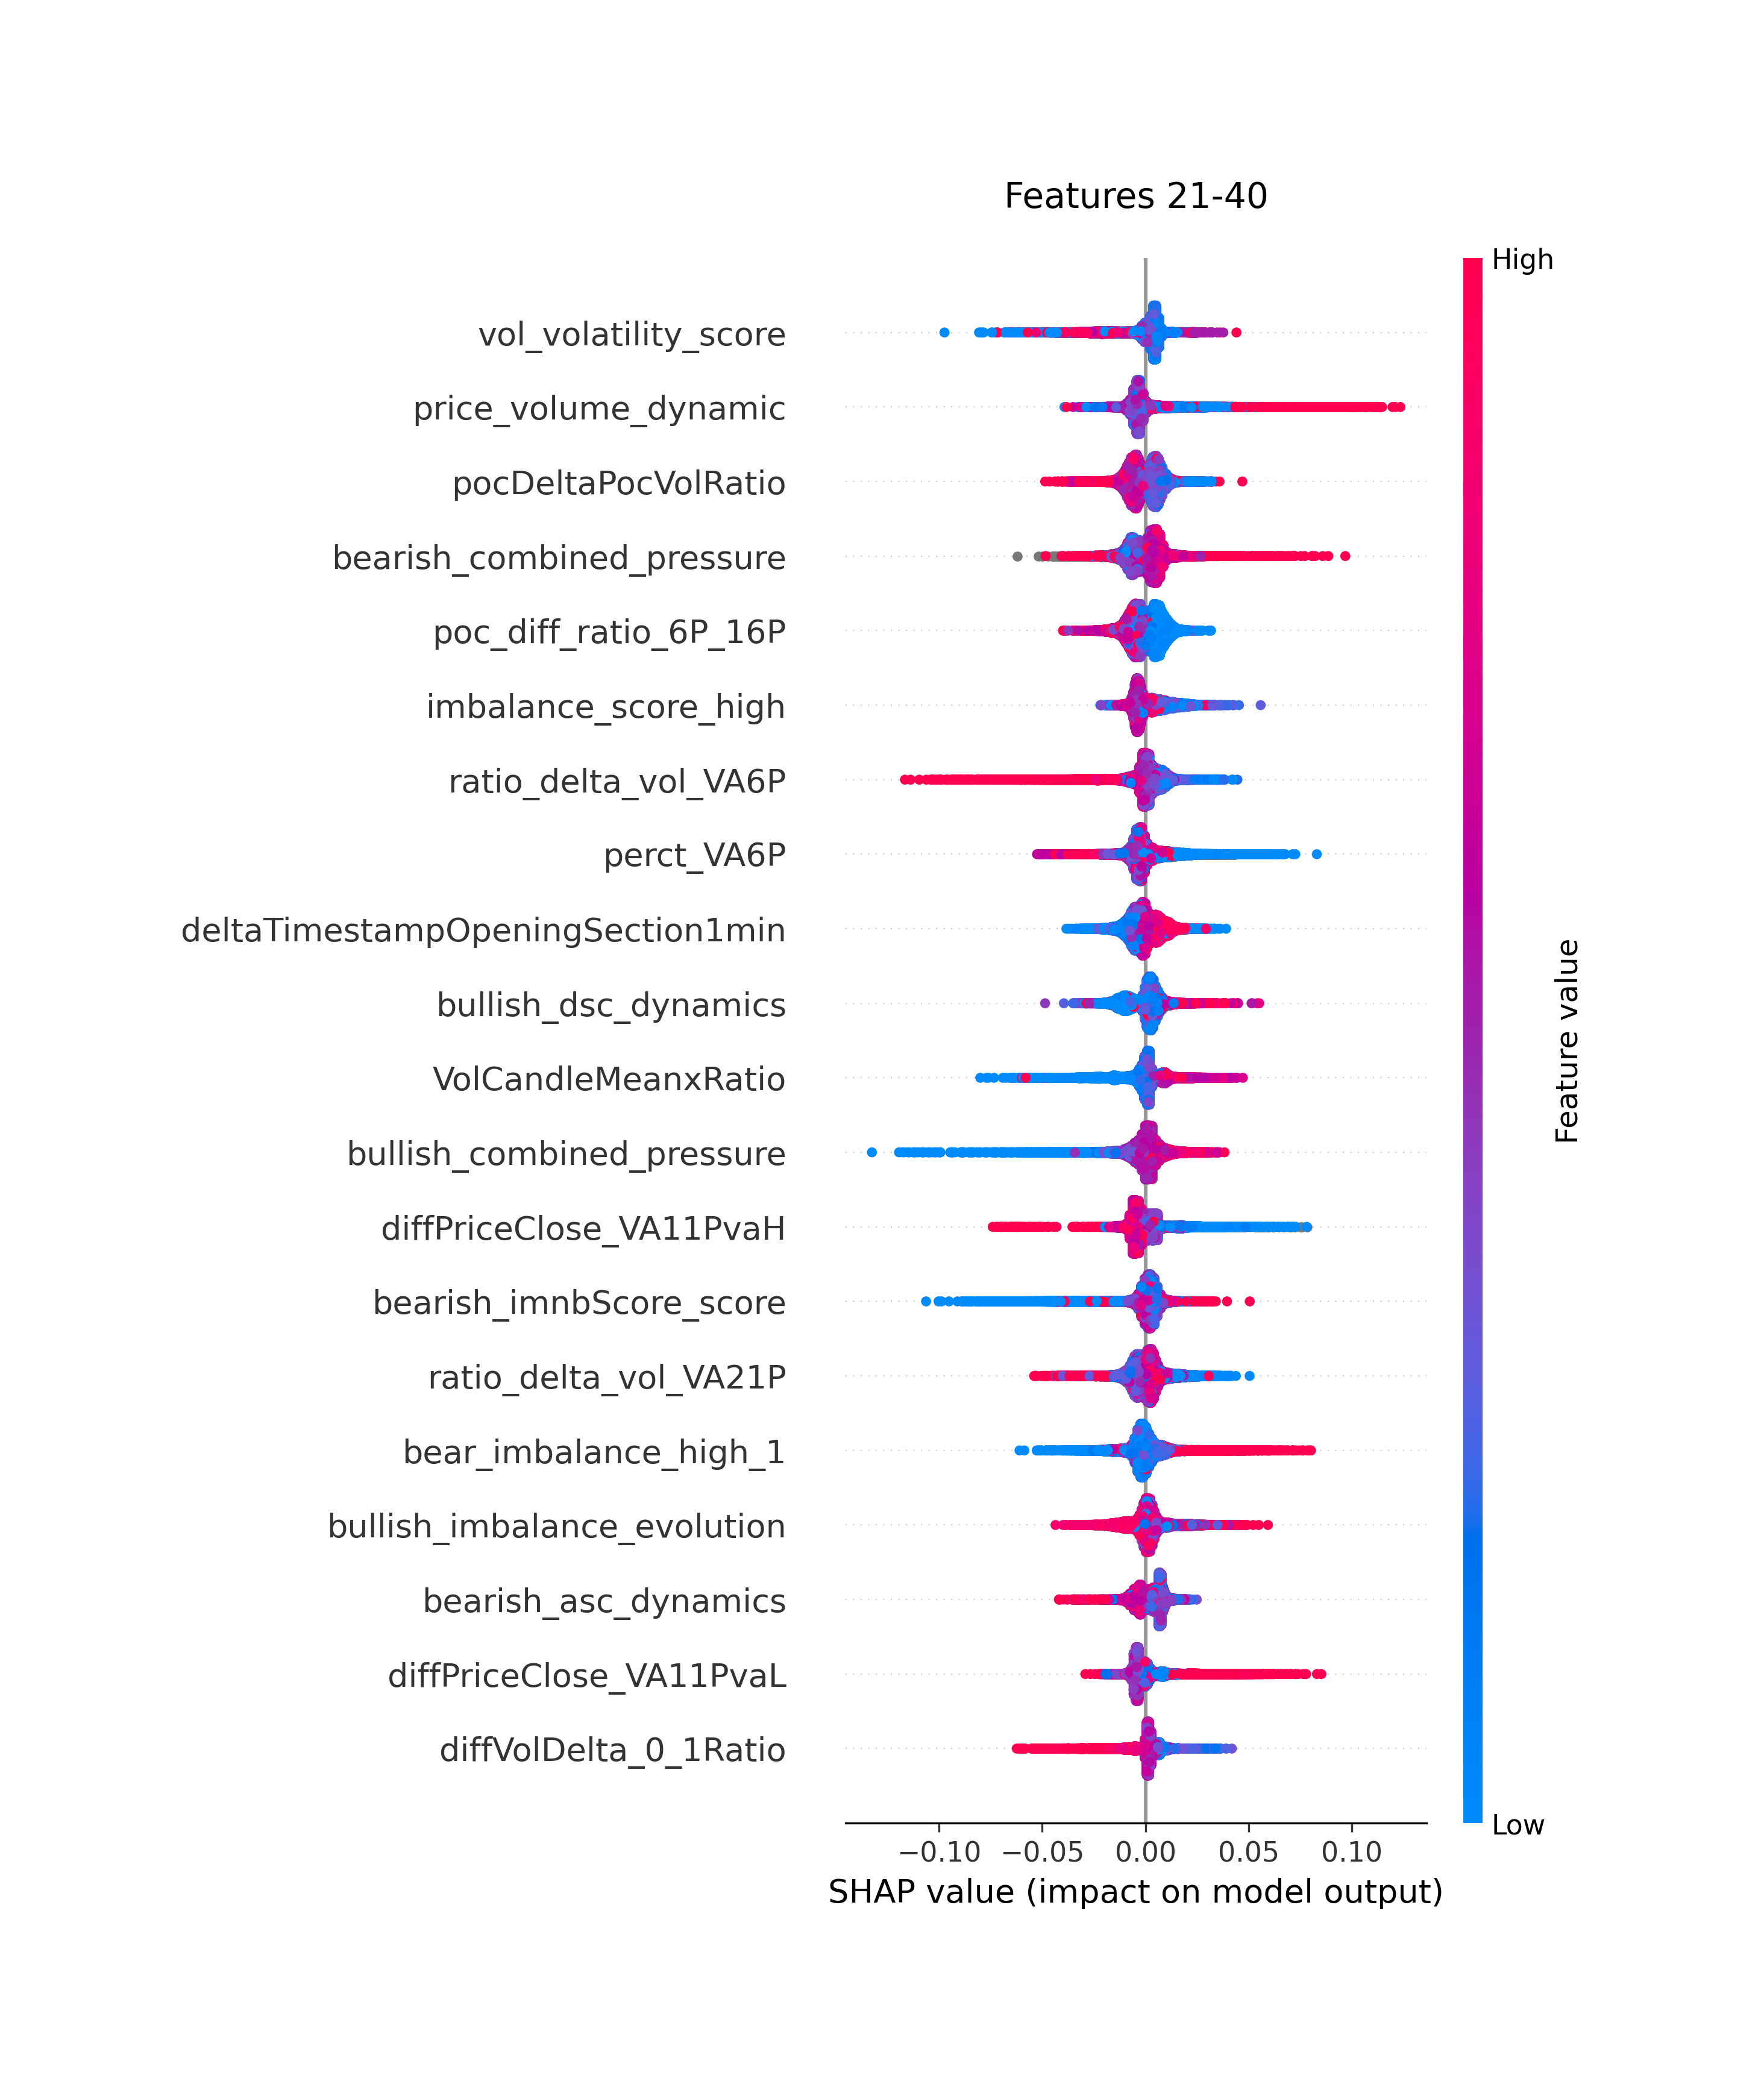 Features 21-40
High
vol_volatility_score
price_volume_dynamic
pocDeltaPocVolRatio
bearish_combined_pressure
poc_diff_ratio_6P_16P
imbalance_score_high
ratio_delta_vol_VA6P
perct_VA6P
deltaTimestampOpeningSection1min
bullish_dsc_dynamics
VolCandleMeanxRatio
bullish_combined_pressure
diffPriceClose_VA11PvaH
bearish_imnbScore_score
ratio_delta_vol_VA21P
bear_imbalance_high_1
bullish_imbalance_evolution
bearish_asc_dynamics
diffPriceClose_VA11PvaL
diffVolDelta_0_1Ratio
Feature value
Low
−0.10 −0.05 0.00 0.05 0.10
SHAP value (impact on model output)